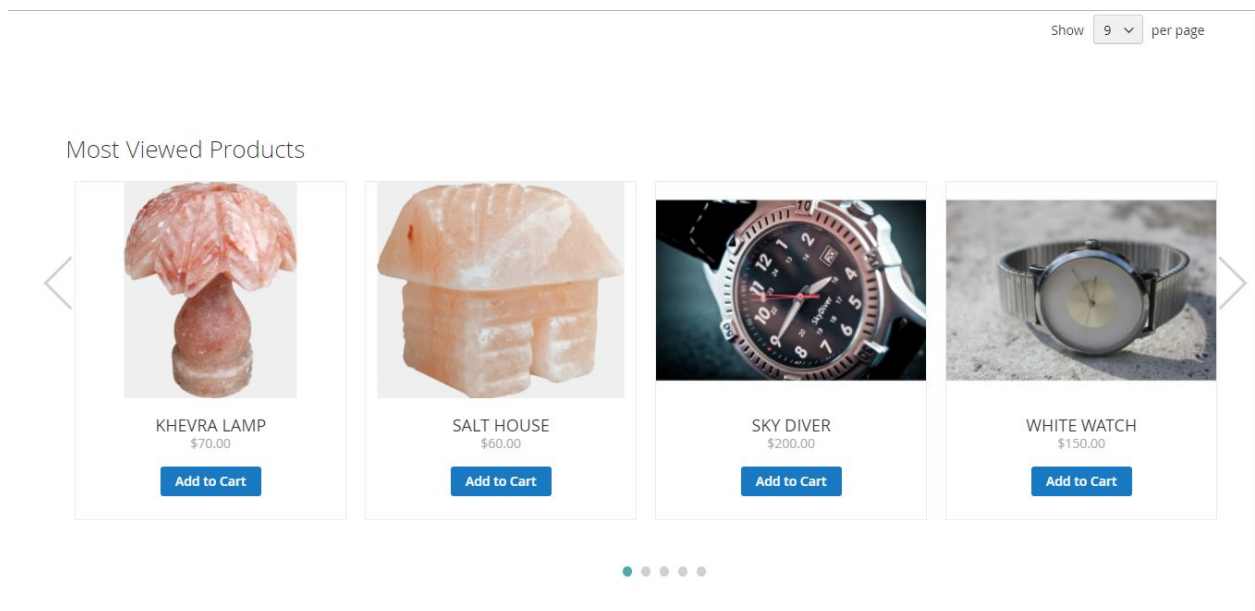 Show 9 per page
Most Viewed Products
KHEVRA LAMP
$70.00
Add to Cart
SALT HOUSE
$60.00
Add to Cart
SKY DIVER
$200.00
Add to Cart
WHITE WATCH
$150.00
Add to Cart